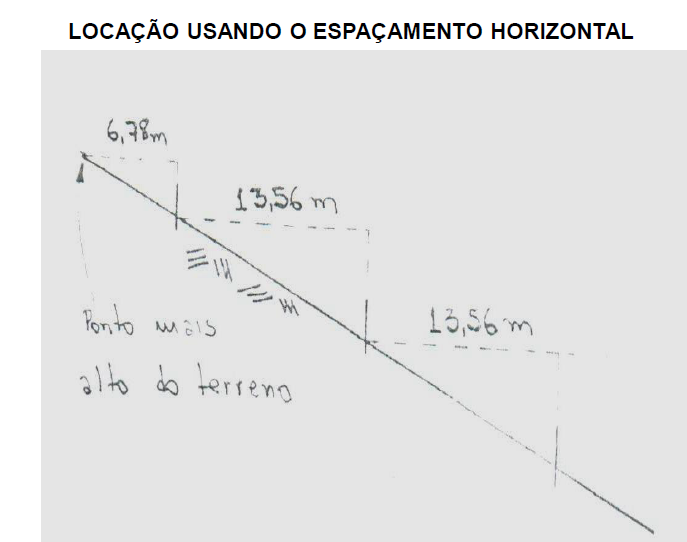 LOCAÇÃO USANDO O ESPAÇAMENTO HORIZONTAL
6,78m
13,56 m
13,56 m
Ponto mais
alto do terreno